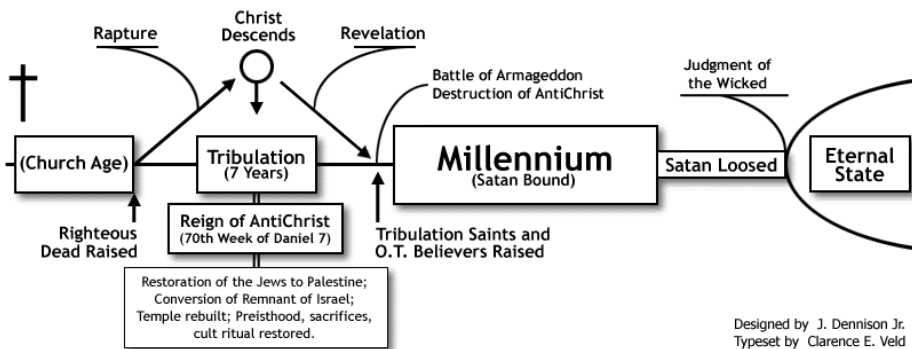 Christ
Descends
Rapture
Revelation
Battle of Armageddon
Destruction of AntiChrist
Judgment of
the Wicked
(Church Age)
Tribulation
(7 Years)
Millennium
(Satan Bound)
Satan Loosed
Eternal
State
Righteous
Dead Raised
Reign of AntiChrist
(70th Week of Daniel 7)
Tribulation Saints and
O.T. Believers Raised
Restoration of the Jews to Palestine;
Conversion of Remnant of Israel;
Temple rebuilt; Preisthood, sacrifices,
cult ritual restored.
Designed by J. Dennison Jr.
Typeset by Clarence E. Veld